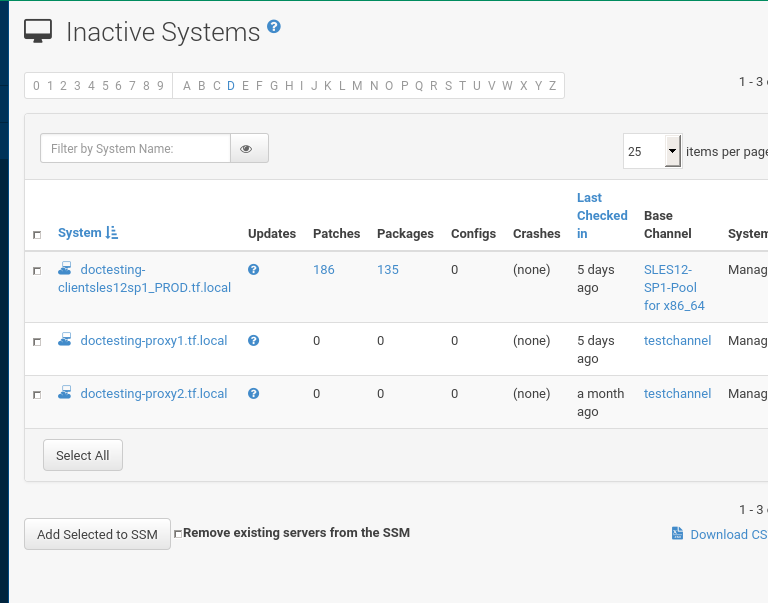 Inactive Systems
0 1 2 3 4 5 6 7 8 9 A B C D E F G H I J K L M N O P Q R S T U V W X Y Z
1 - 3
Filter by System Name:
25 items per page
System Updates Patches Packages Configs Crashes Last Checked in Base Channel System
doctesting-clientsles12sp1_PROD.tf.local 186 135 0 (none) 5 days ago SLES12-SP1-Pool for x86_64 Manag
doctesting-proxy1.tf.local 0 0 0 (none) 5 days ago testchannel Manag
doctesting-proxy2.tf.local 0 0 0 (none) a month ago testchannel Manag
Select All
1 - 3
Add Selected to SSM Remove existing servers from the SSM Download CS